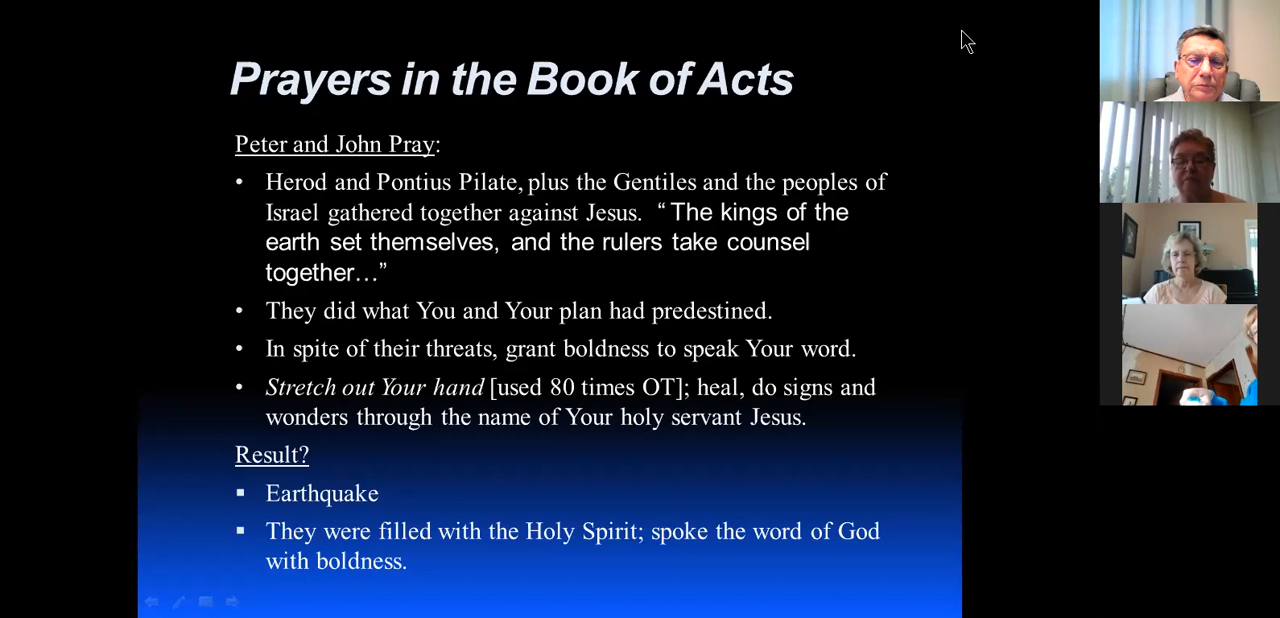 Prayers in the Book of Acts
Peter and John Pray:
• Herod and Pontius Pilate, plus the Gentiles and the peoples of
Israel gathered together against Jesus. “ The kings of the
earth set themselves, and the rulers take counsel
together…”
• They did what You and Your plan had predestined.
• In spite of their threats, grant boldness to speak Your word.
• Stretch out Your hand [used 80 times OT]; heal, do signs and
wonders through the name of Your holy servant Jesus.
Result?
▪ Earthquake
▪ They were filled with the Holy Spirit; spoke the word of God
with boldness.